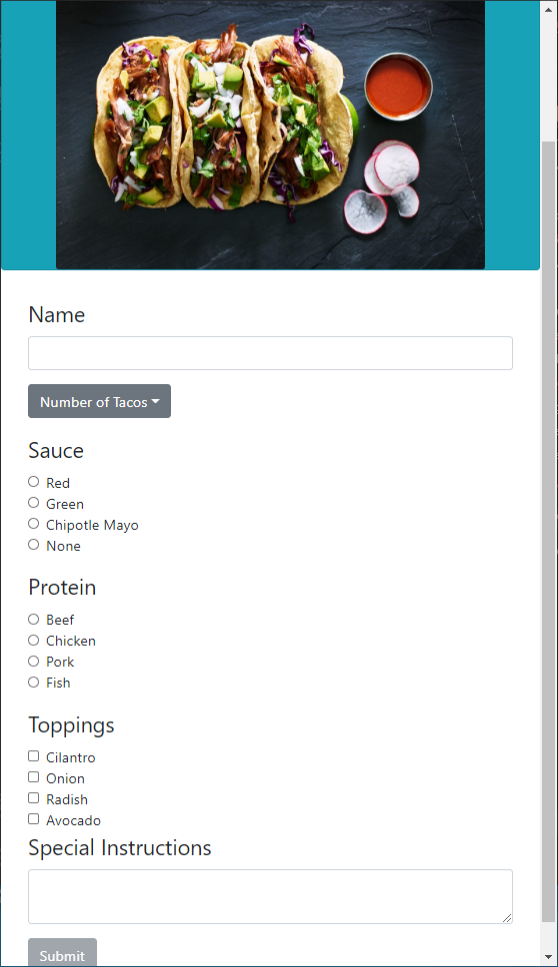 Name
Number of Tacos
Sauce
Red
Green
Chipotle Mayo
None
Protein
Beef
Chicken
Pork
Fish
Toppings
Cilantro
Onion
Radish
Avocado
Special Instructions
Submit